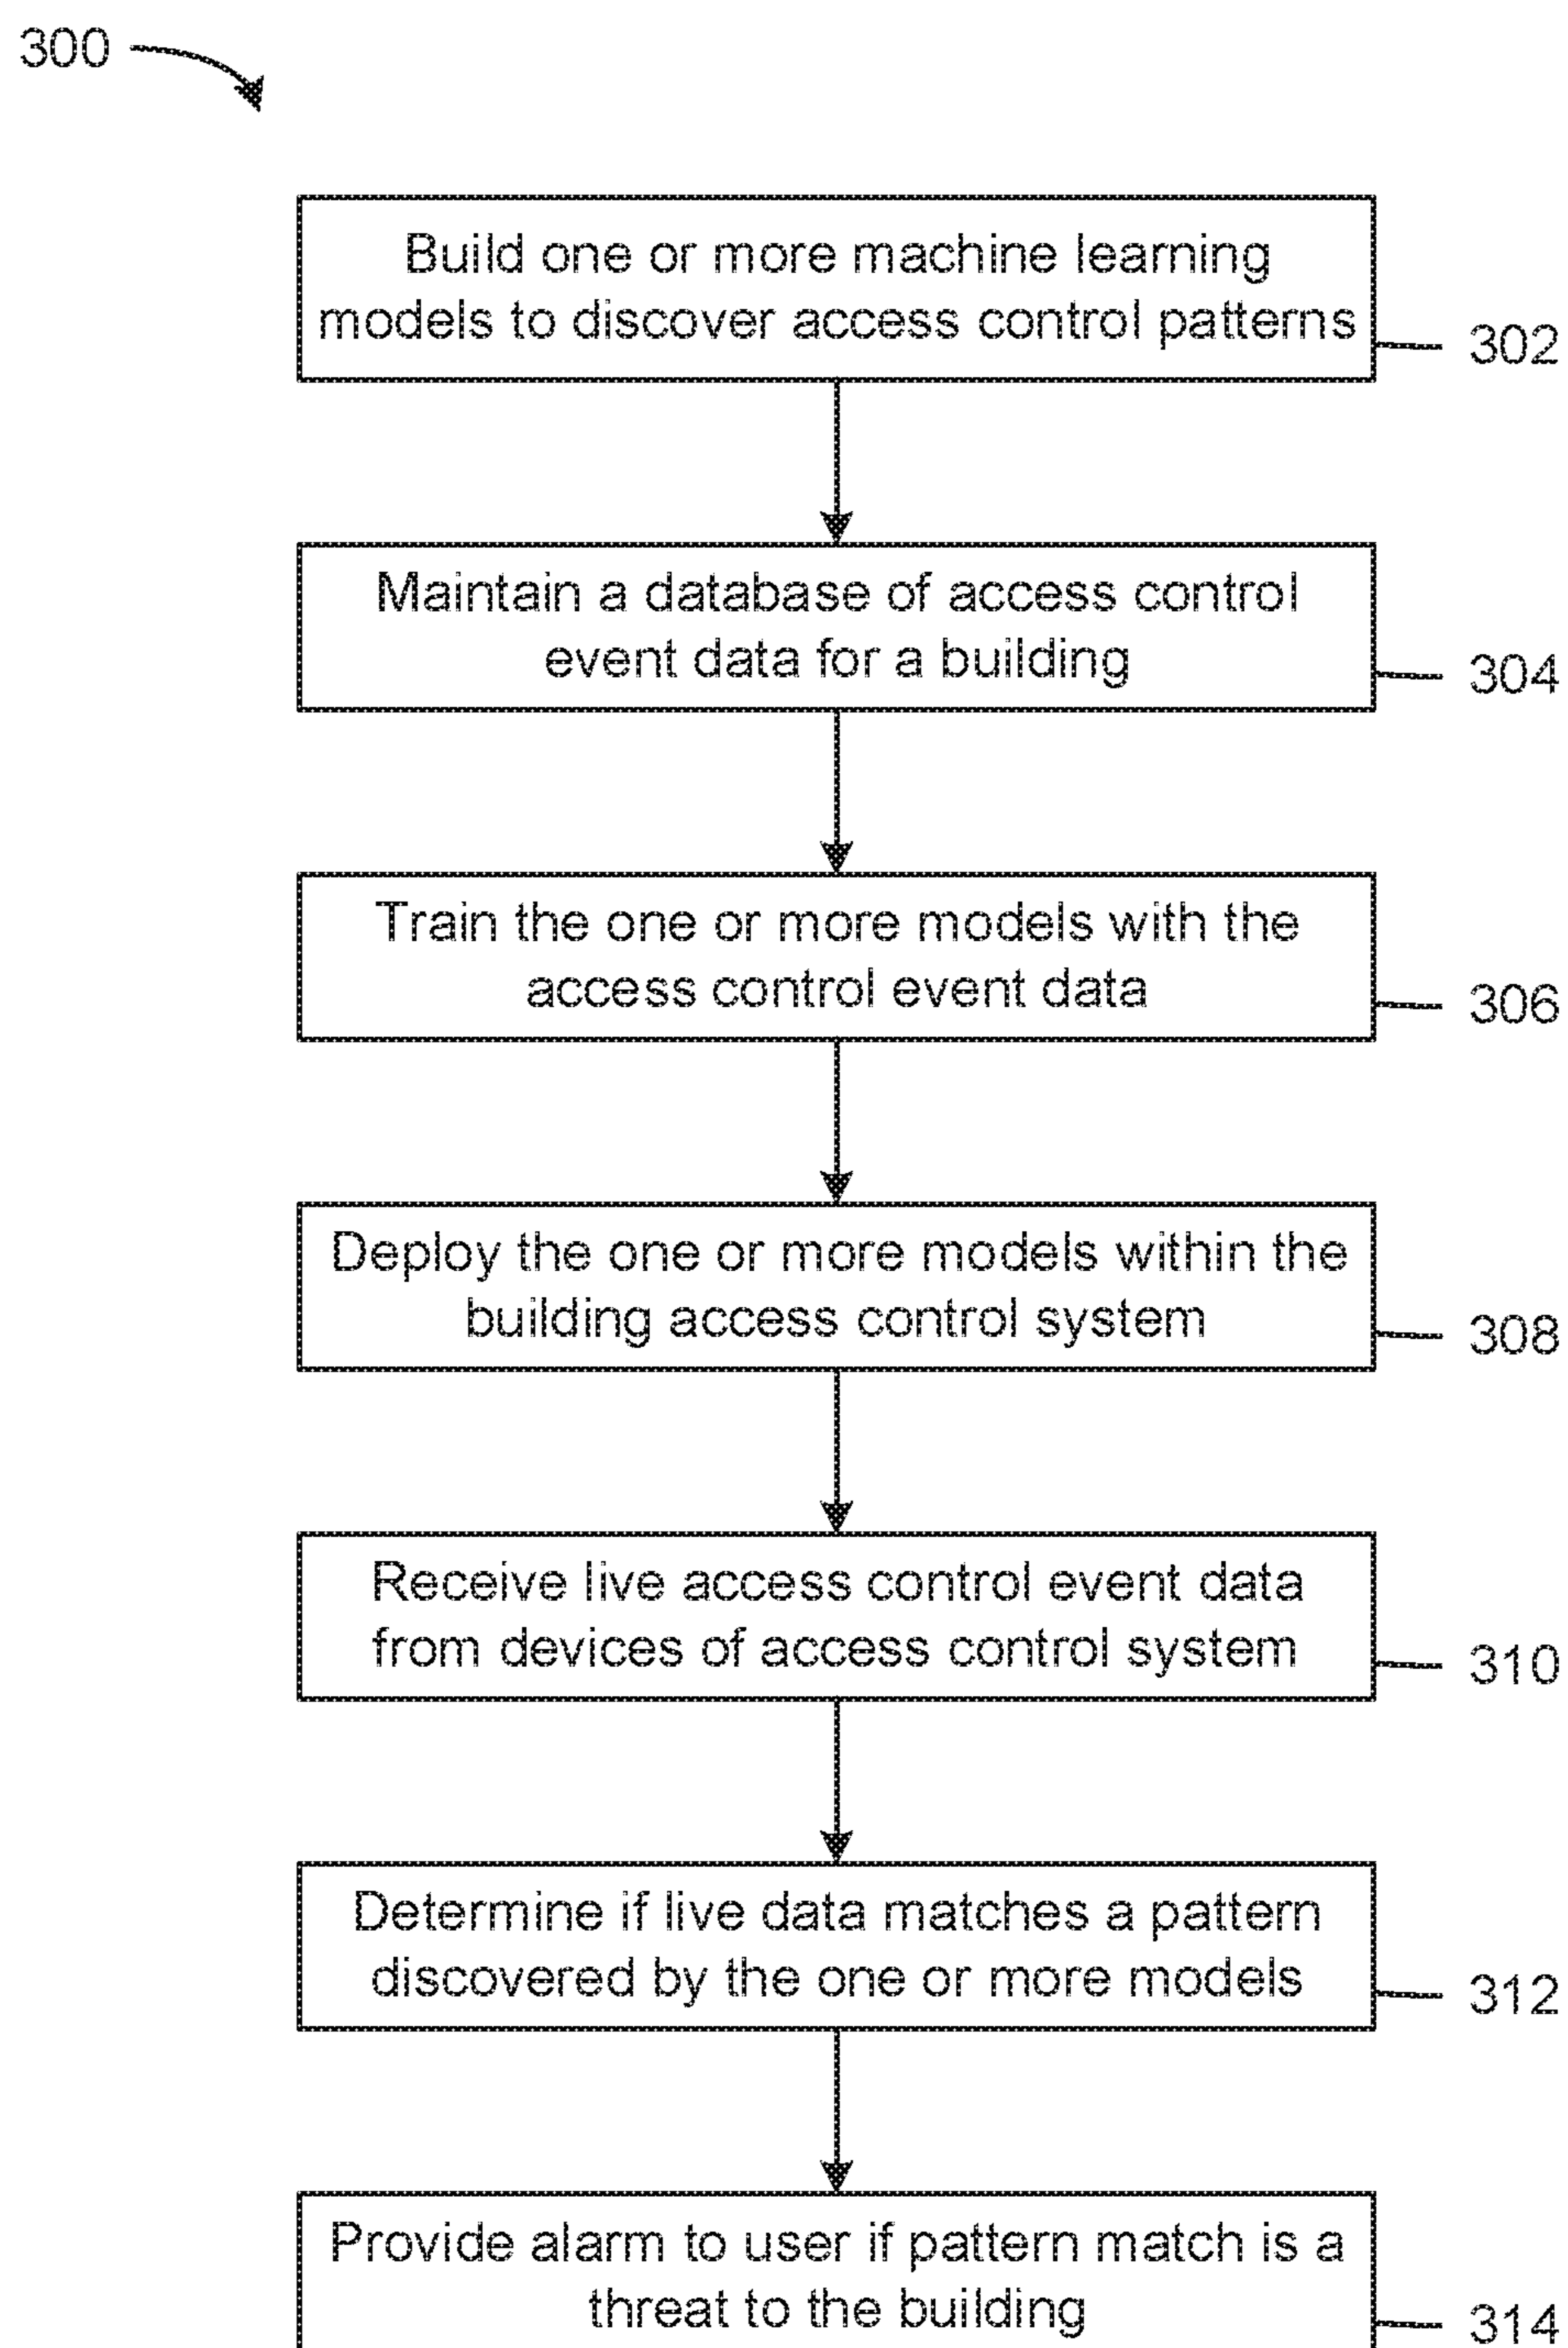 300
Build one or more machine learning
models to discover access control patterns
302
Maintain a database of access control
event data for a building
304
Train the one or more models with the
access control event data
306
Deploy the one or more models within the
building access control system
308
Receive live access control event data
from devices of access control system
310
Determine if live data matches a pattern
discovered by the one or more models
312
Provide alarm to user if pattern match is a
threat to the building
314